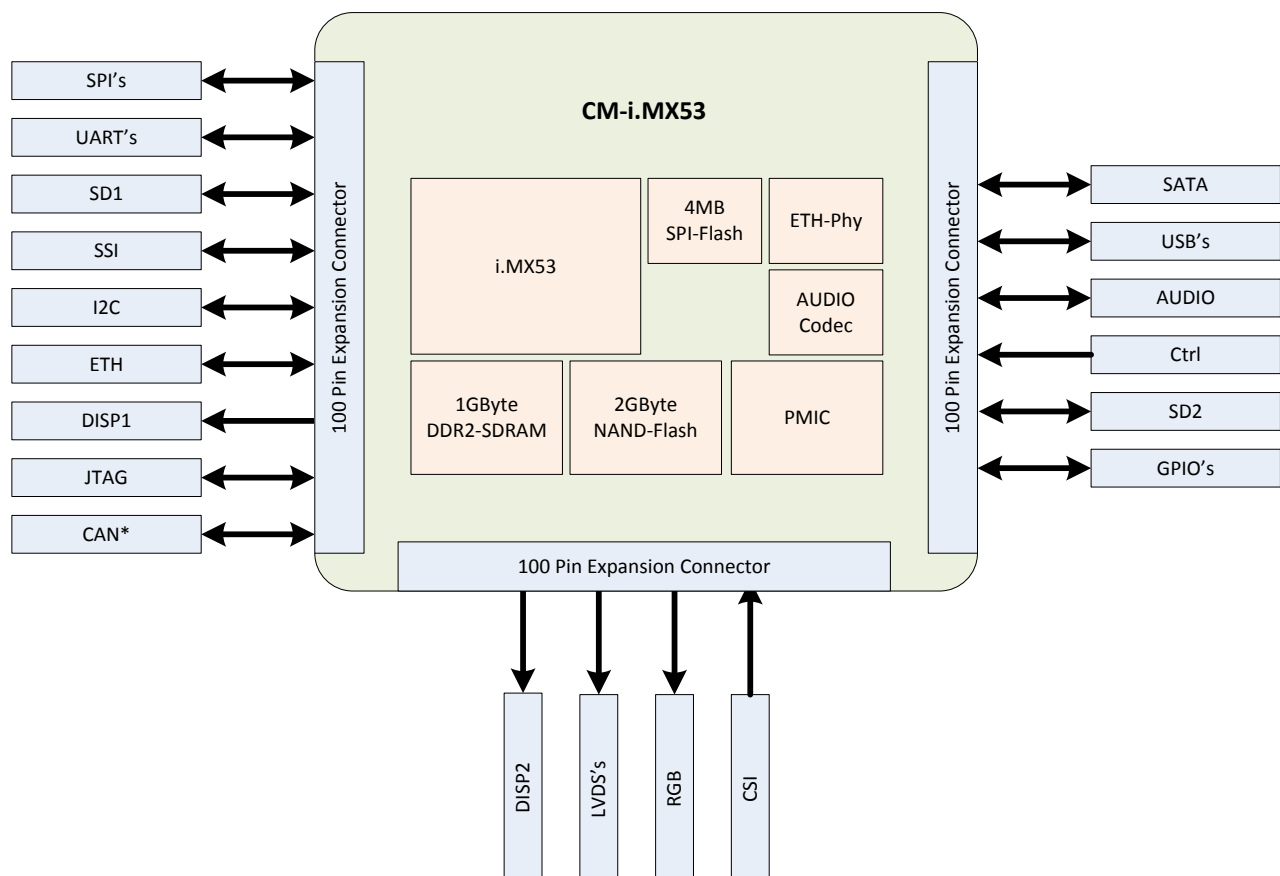 CM-i.MX53
SPI's
UART's
SD1
SSI
I2C
ETH
DISP1
JTAG
CAN*
100 Pin Expansion Connector
i.MX53
4MB
SPI-Flash
ETH-Phy
AUDIO
Codec
1GByte
DDR2-SDRAM
2GByte
NAND-Flash
PMIC
100 Pin Expansion Connector
SATA
USB's
AUDIO
Ctrl
SD2
GPIO's
100 Pin Expansion Connector
DISP2
LVDS's
RGB
CSI